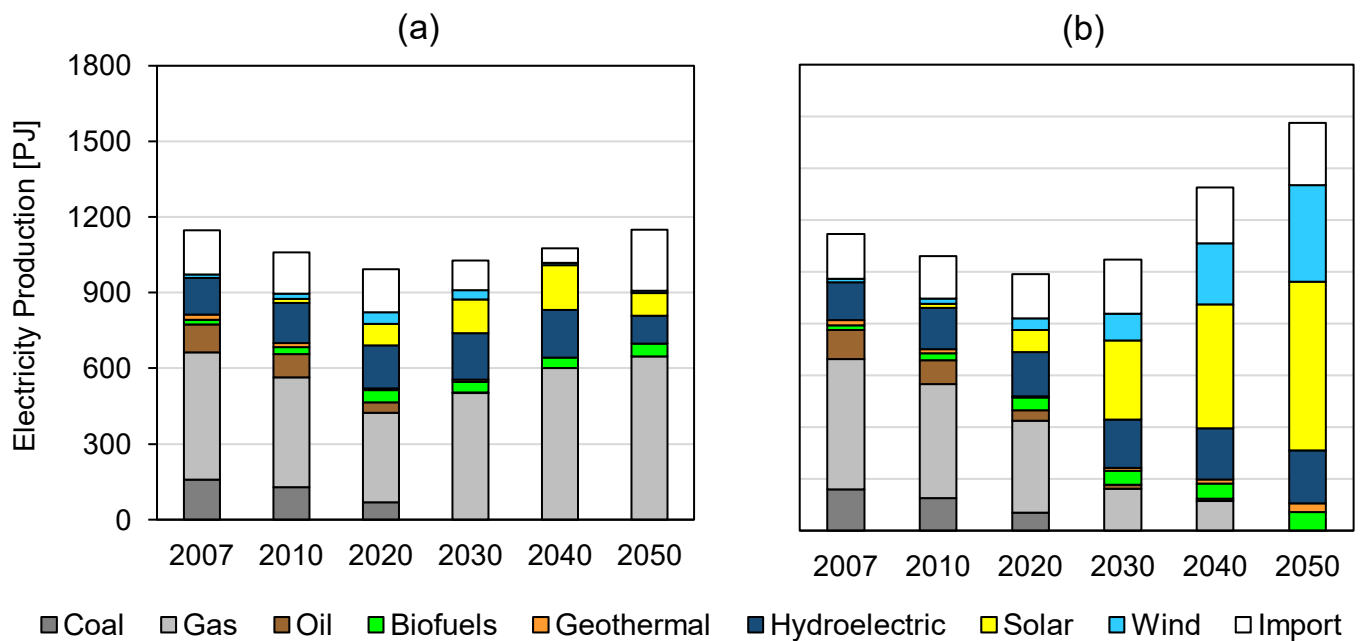 (a) (b)
Electricity Production [PJ]
1800
1500
1200
900
600
300
0
2007 2010 2020 2030 2040 2050
2007 2010 2020 2030 2040 2050
Coal Gas Oil Biofuels Geothermal Hydroelectric Solar Wind Import